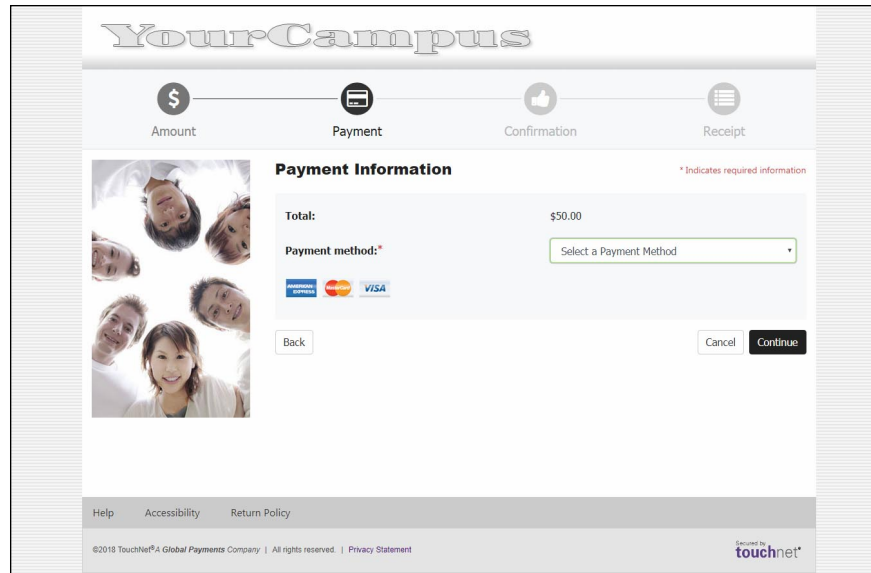 YourCampus
$
Amount Payment Confirmation Receipt
Payment Information * Indicates required information
Total: $50.00
Payment method:* Select a Payment Method
AMERICAN EXPRESS MasterCard VISA
Back Cancel Continue
Help Accessibility Return Policy
©2018 TouchNet® A Global Payments Company | All rights reserved. | Privacy Statement
Secured by
touchnet®